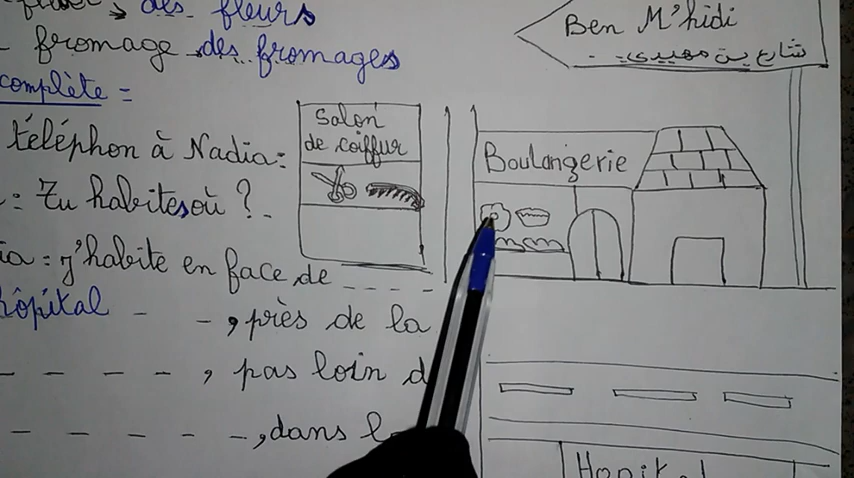 des fleurs
- fromage → des fromages
complète =
téléphon à Nadia:
: Tu habites où ?
ia = j'habite en face de - - - -
hôpital - -, près de la
- - - - -, pas loin d
- - - - - -, dans l
Ben M'hidi
شارع بن مهيدي
Salon
de coiffur
Boulangerie
Hopital